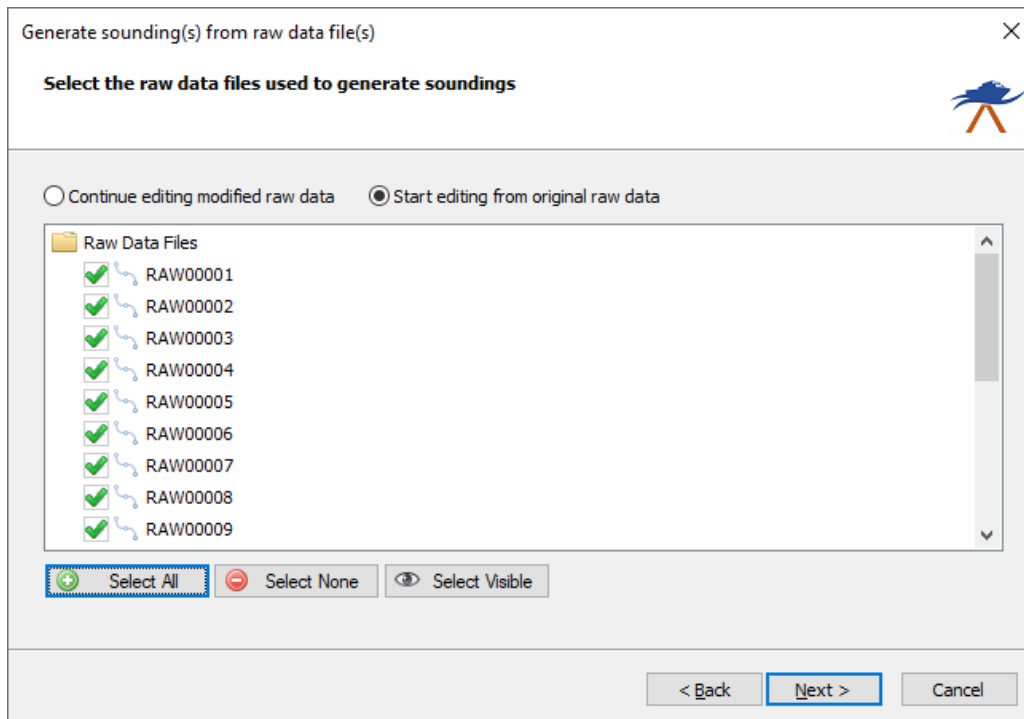 Generate sounding(s) from raw data file(s)
Select the raw data files used to generate soundings
Continue editing modified raw data Start editing from original raw data
Raw Data Files
RAW00001
RAW00002
RAW00003
RAW00004
RAW00005
RAW00006
RAW00007
RAW00008
RAW00009
Select All Select None Select Visible
< Back Next > Cancel